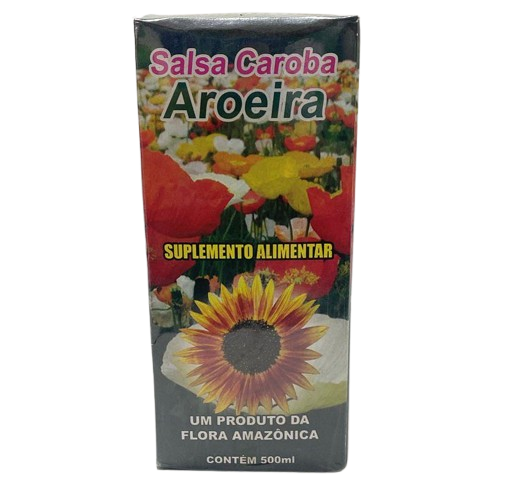 Salsa Caroba
Aroeira
SUPLEMENTO ALIMENTAR
UM PRODUTO DA
FLORA AMAZÔNICA
CONTÉM 500ml